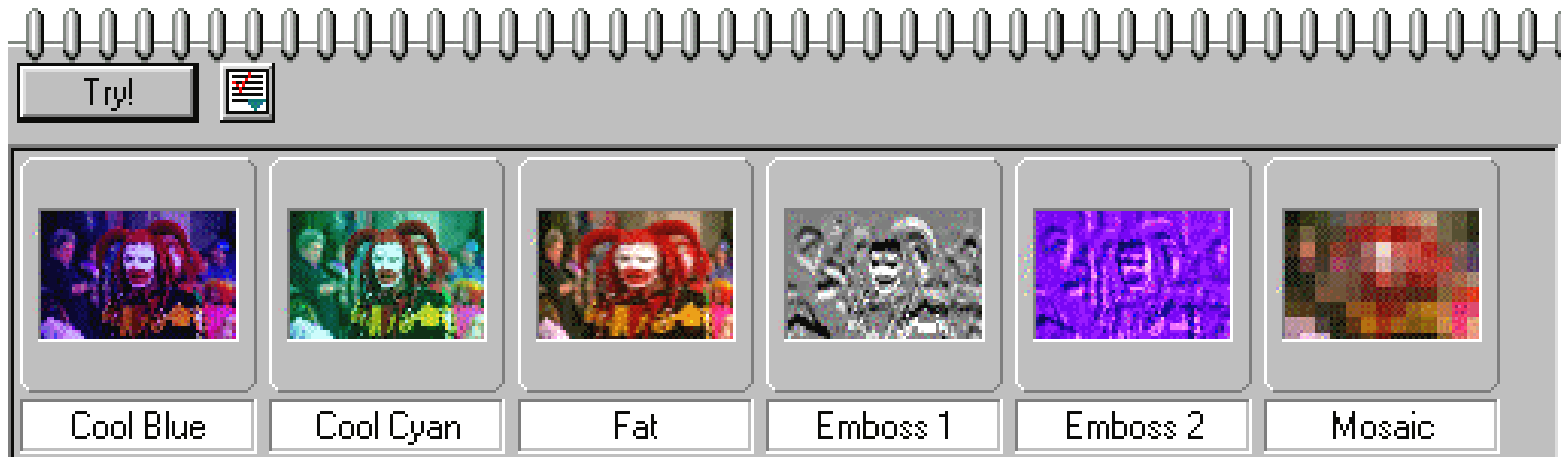 Try!
Cool Blue
Cool Cyan
Fat
Emboss 1
Emboss 2
Mosaic